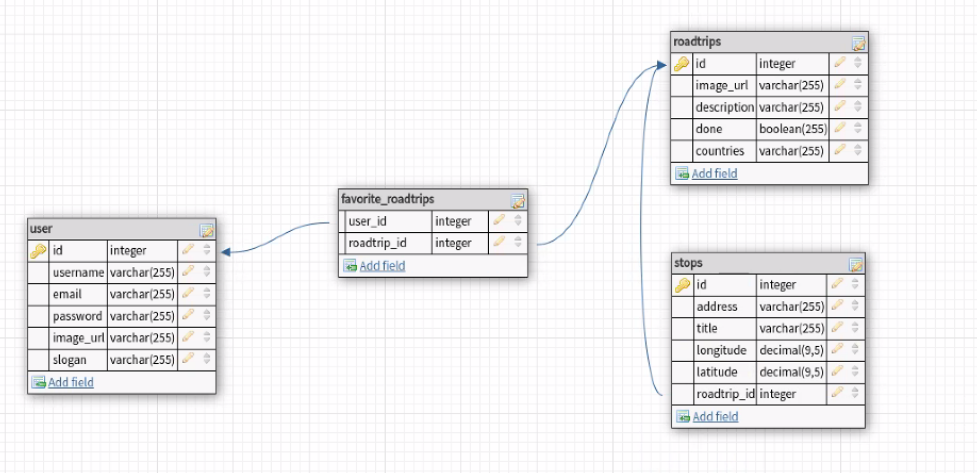 roadtrips
id integer
image_url varchar(255)
description varchar(255)
done boolean(255)
countries varchar(255)
Add field
favorite_roadtrips
user_id integer
roadtrip_id integer
Add field
user
id integer
username varchar(255)
email varchar(255)
password varchar(255)
image_url varchar(255)
slogan varchar(255)
Add field
stops
id integer
address varchar(255)
title varchar(255)
longitude decimal(9,5)
latitude decimal(9,5)
roadtrip_id integer
Add field